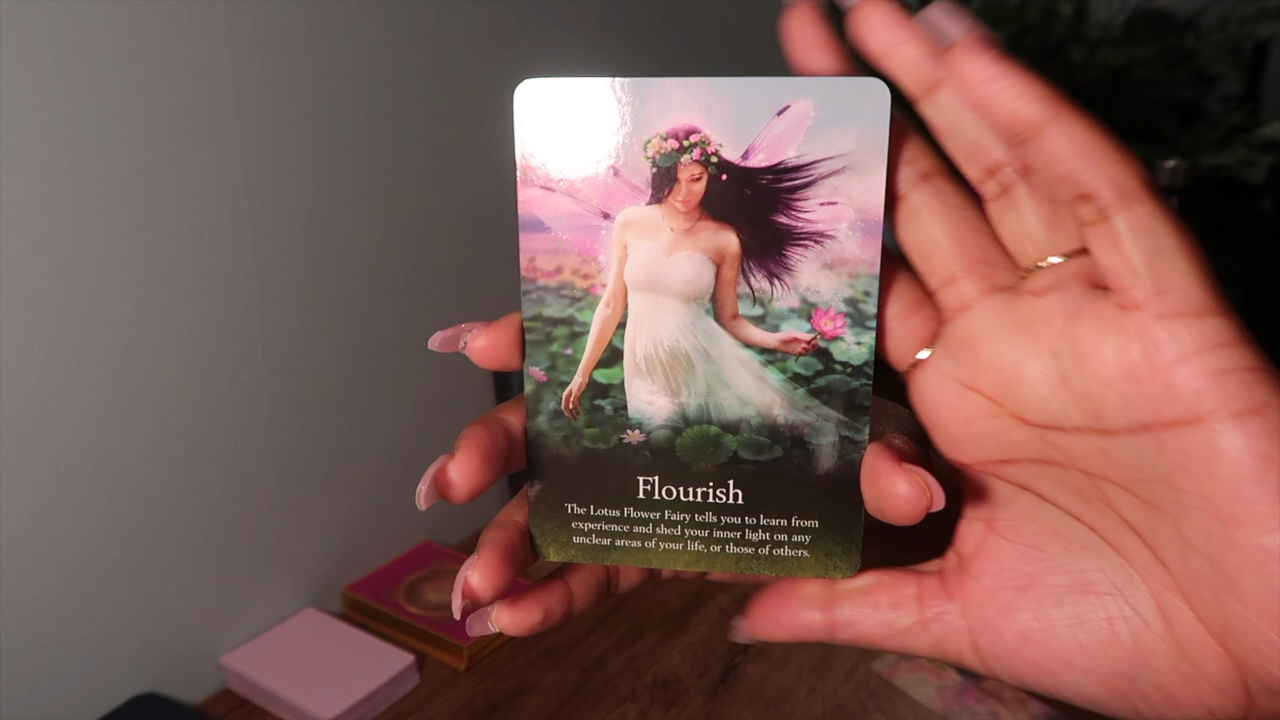 Flourish
The Lotus Flower Fairy tells you to learn from
experience and shed your inner light on any
unclear areas of your life, or those of others.